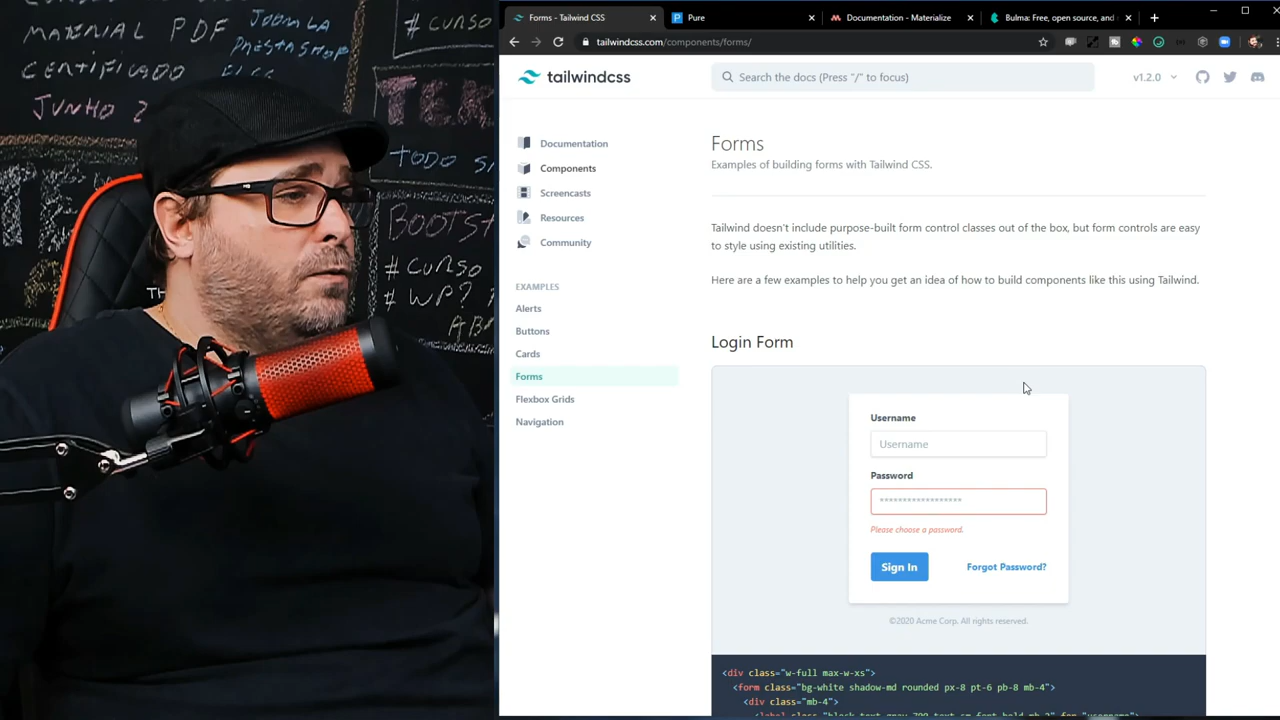 MATERIAL PDF
JOOMLA
PRESTASHOP
CERTIFICADO
JUNHO 2
# CURSO
TODO
BOOTST
# CURSO
# WP
Forms - Tailwind CSS
Pure
Documentation - Materialize
Bulma: Free, open source, and
tailwindcss.com/components/forms/
tailwindcss
Search the docs (Press "/" to focus)
v1.2.0
Documentation
Components
Screencasts
Resources
Community
EXAMPLES
Alerts
Buttons
Cards
Forms
Flexbox Grids
Navigation
Forms
Examples of building forms with Tailwind CSS.
Tailwind doesn't include purpose-built form control classes out of the box, but form controls are easy
to style using existing utilities.
Here are a few examples to help you get an idea of how to build components like this using Tailwind.
Login Form
Username
Username
Password
******************
Please choose a password.
Sign In
Forgot Password?
©2020 Acme Corp. All rights reserved.
<div class="w-full max-w-xs">
<form class="bg-white shadow-md rounded px-8 pt-6 pb-8 mb-4">
<div class="mb-4">